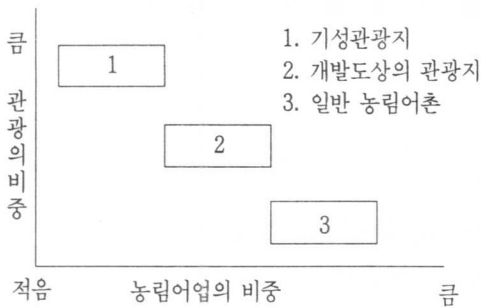 큼
관광의 비중
1
2
3
1. 기성관광지
2. 개발도상의 관광지
3. 일반 농림어촌
적음
농림어업의 비중
큼